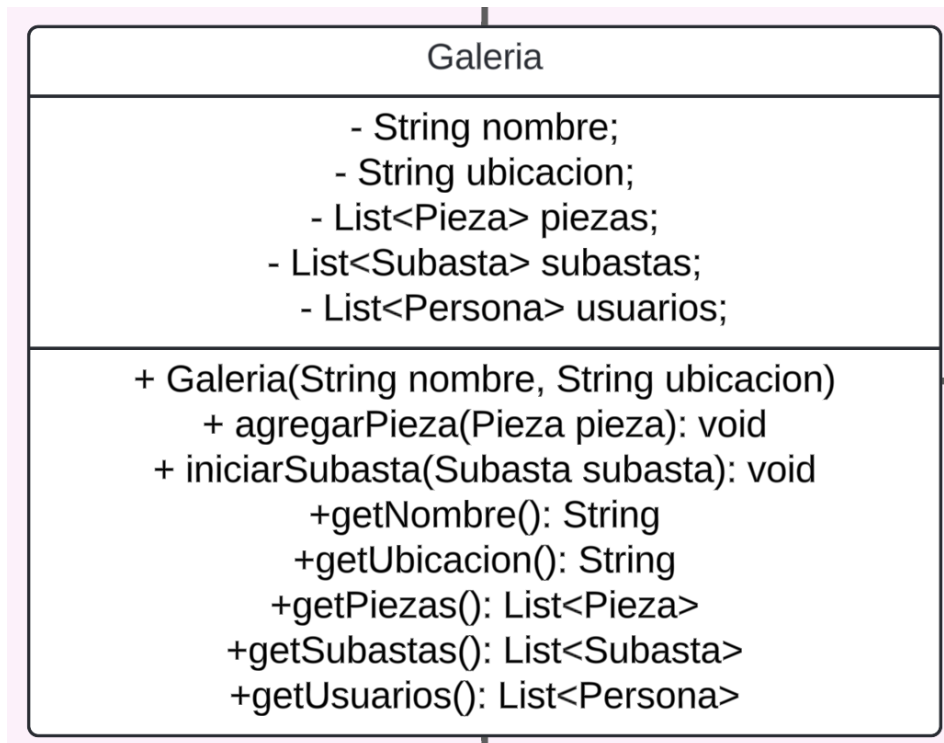 Galeria
- String nombre;
- String ubicacion;
- List<Pieza> piezas;
- List<Subasta> subastas;
- List<Persona> usuarios;
+ Galeria(String nombre, String ubicacion)
+ agregarPieza(Pieza pieza): void
+ iniciarSubasta(Subasta subasta): void
+getNombre(): String
+getUbicacion(): String
+getPiezas(): List<Pieza>
+getSubastas(): List<Subasta>
+getUsuarios(): List<Persona>